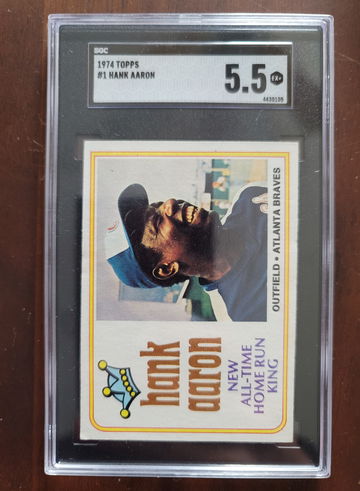 SGC
1974 TOPPS
#1 HANK AARON
5.5
EX+
4430105
hank
aaron
NEW
ALL-TIME
HOME RUN
KING
OUTFIELD • ATLANTA BRAVES